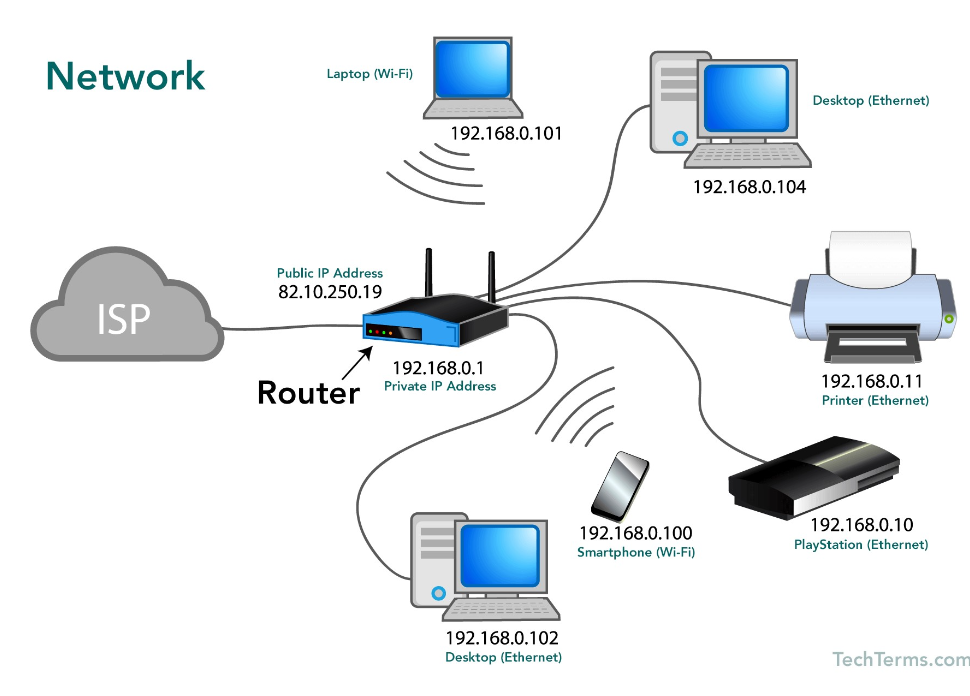 Network
Laptop (Wi-Fi)
192.168.0.101
Desktop (Ethernet)
192.168.0.104
ISP
Public IP Address
82.10.250.19
192.168.0.1
Private IP Address
Router
192.168.0.11
Printer (Ethernet)
192.168.0.10
PlayStation (Ethernet)
192.168.0.100
Smartphone (Wi-Fi)
192.168.0.102
Desktop (Ethernet)
TechTerms.com